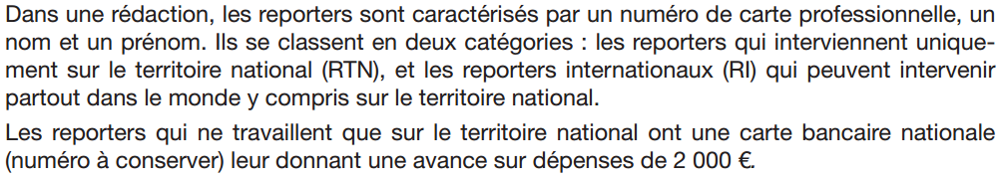 Dans une rédaction, les reporters sont caractérisés par un numéro de carte professionnelle, un
nom et un prénom. Ils se classent en deux catégories : les reporters qui interviennent unique-
ment sur le territoire national (RTN), et les reporters internationaux (RI) qui peuvent intervenir
partout dans le monde y compris sur le territoire national.
Les reporters qui ne travaillent que sur le territoire national ont une carte bancaire nationale
(numéro à conserver) leur donnant une avance sur dépenses de 2 000 €.